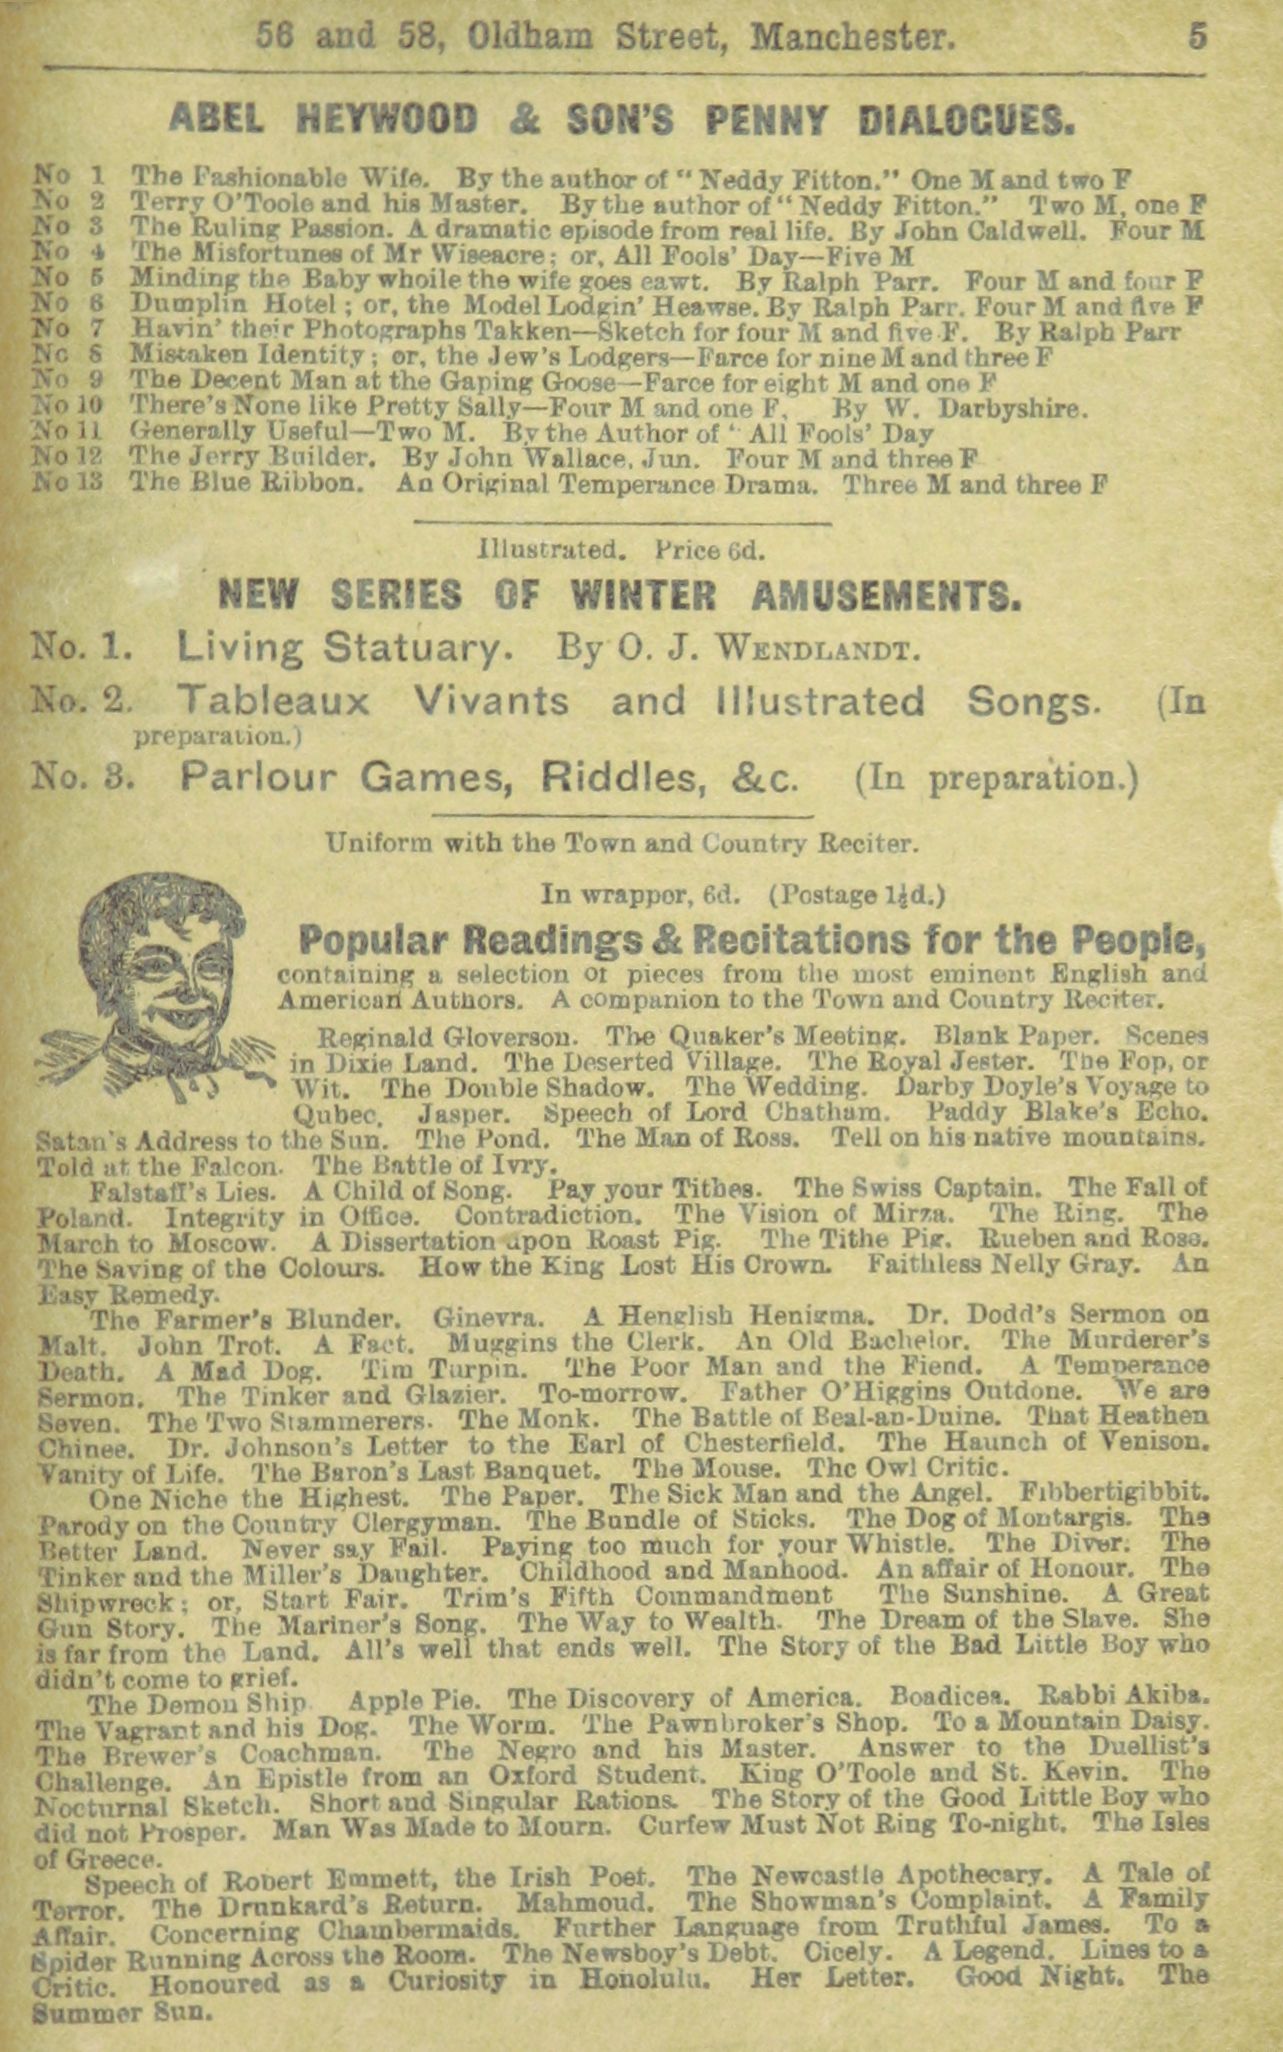 56 and 58, Oldham Street, Manchester. 5
ABEL HEYWOOD & SON'S PENNY DIALOGUES.
No 1 The Fashionable Wife. By the author of "Neddy Fitton." One M and two F
No 2 Terry O'Toole and his Master. By the author of "Neddy Fitton." Two M, one F
No 3 The Ruling Passion. A dramatic episode from real life. By John Caldwell. Four M
No 4 The Misfortunes of Mr Wiseacre; or, All Fools' Day—Five M
No 5 Minding the Baby whoile the wife goes eawt. By Ralph Parr. Four M and four F
No 6 Dumplin Hotel; or, the Model Lodgin' Heawse. By Ralph Parr. Four M and five F
No 7 Havin' their Photographs Takken—Sketch for four M and five F. By Ralph Parr
No 8 Mistaken Identity; or, the Jew's Lodgers—Farce for nine M and three F
No 9 The Decent Man at the Gaping Goose—Farce for eight M and one F
No 10 There's None like Pretty Sally—Four M and one F. By W. Darbyshire.
No 11 Generally Useful—Two M. By the Author of ' All Fools' Day
No 12 The Jerry Builder. By John Wallace, Jun. Four M and three F
No 13 The Blue Ribbon. An Original Temperance Drama. Three M and three F
Illustrated. Price 6d.
NEW SERIES OF WINTER AMUSEMENTS.
No. 1. Living Statuary. By O. J. WENDLANDT.
No. 2. Tableaux Vivants and Illustrated Songs. (In
preparation.)
No. 3. Parlour Games, Riddles, &c. (In preparation.)
Uniform with the Town and Country Reciter.
In wrappor, 6d. (Postage 1½d.)
Popular Readings & Recitations for the People,
containing a selection of pieces from the most eminent English and
American Authors. A companion to the Town and Country Reciter.
Reginald Gloverson. The Quaker's Meeting. Blank Paper. Scenes
in Dixie Land. The Deserted Village. The Royal Jester. The Fop, or
Wit. The Double Shadow. The Wedding. Darby Doyle's Voyage to
Qubec. Jasper. Speech of Lord Chatham. Paddy Blake's Echo.
Satan's Address to the Sun. The Pond. The Man of Ross. Tell on his native mountains.
Told at the Falcon. The Battle of Ivry.
Falstaff's Lies. A Child of Song. Pay your Tithes. The Swiss Captain. The Fall of
Poland. Integrity in Office. Contradiction. The Vision of Mirza. The Ring. The
March to Moscow. A Dissertation upon Roast Pig. The Tithe Pig. Rueben and Rose.
The Saving of the Colours. How the King Lost His Crown. Faithless Nelly Gray. An
Easy Remedy.
The Farmer's Blunder. Ginevra. A Henglish Henigma. Dr. Dodd's Sermon on
Malt. John Trot. A Fact. Muggins the Clerk. An Old Bachelor. The Murderer's
Death. A Mad Dog. Tim Turpin. The Poor Man and the Fiend. A Temperance
Sermon. The Tinker and Glazier. To-morrow. Father O'Higgins Outdone. We are
Seven. The Two Stammerers. The Monk. The Battle of Beal-an-Duine. That Heathen
Chinee. Dr. Johnson's Letter to the Earl of Chesterfield. The Haunch of Venison.
Vanity of Life. The Baron's Last Banquet. The Mouse. The Owl Critic.
One Niche the Highest. The Paper. The Sick Man and the Angel. Fibbertigibbit.
Parody on the Country Clergyman. The Bundle of Sticks. The Dog of Montargis. The
Better Land. Never say Fail. Paying too much for your Whistle. The Diver. The
Tinker and the Miller's Daughter. Childhood and Manhood. An affair of Honour. The
Shipwreck; or, Start Fair. Trim's Fifth Commandment The Sunshine. A Great
Gun Story. The Mariner's Song. The Way to Wealth. The Dream of the Slave. She
is far from the Land. All's well that ends well. The Story of the Bad Little Boy who
didn't come to grief.
The Demon Ship. Apple Pie. The Discovery of America. Boadicea. Rabbi Akiba.
The Vagrant and his Dog. The Worm. The Pawnbroker's Shop. To a Mountain Daisy.
The Brewer's Coachman. The Negro and his Master. Answer to the Duellist's
Challenge. An Epistle from an Oxford Student. King O'Toole and St. Kevin. The
Nocturnal Sketch. Short and Singular Rations. The Story of the Good Little Boy who
did not Prosper. Man Was Made to Mourn. Curfew Must Not Ring To-night. The Isles
of Greece.
Speech of Robert Emmett, the Irish Poet. The Newcastle Apothecary. A Tale of
Terror. The Drunkard's Return. Mahmoud. The Showman's Complaint. A Family
Affair. Concerning Chambermaids. Further Language from Truthful James. To a
Spider Running Across the Room. The Newsboy's Debt. Cicely. A Legend. Lines to a
Critic. Honoured as a Curiosity in Honolulu. Her Letter. Good Night. The
Summer Sun.